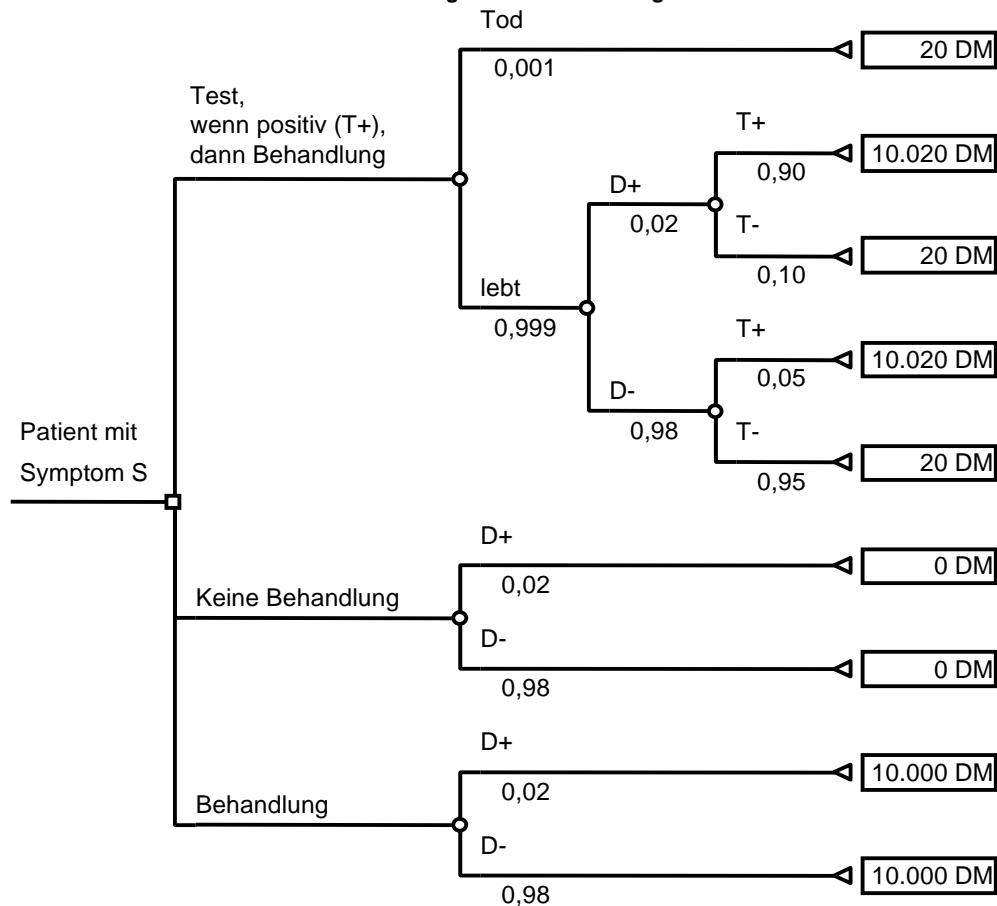 Tod
0,001
20 DM
Test,
wenn positiv (T+),
dann Behandlung
T+
0,90
10.020 DM
D+
0,02
T-
0,10
20 DM
lebt
0,999
T+
0,05
10.020 DM
D-
0,98
T-
0,95
20 DM
Patient mit
Symptom S
D+
0,02
0 DM
Keine Behandlung
D-
0,98
0 DM
D+
0,02
10.000 DM
Behandlung
D-
0,98
10.000 DM